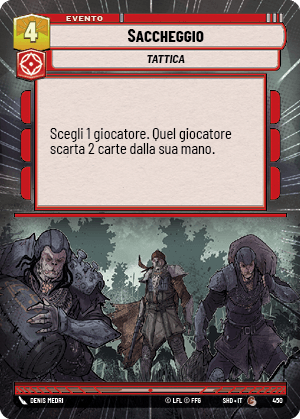 EVENTO
4
SACCHEGGIO
TATTICA
Scegli 1 giocatore. Quel giocatore
scarta 2 carte dalla sua mano.
DENIS MEDRI
© LFL © FFG
SHD • IT
450